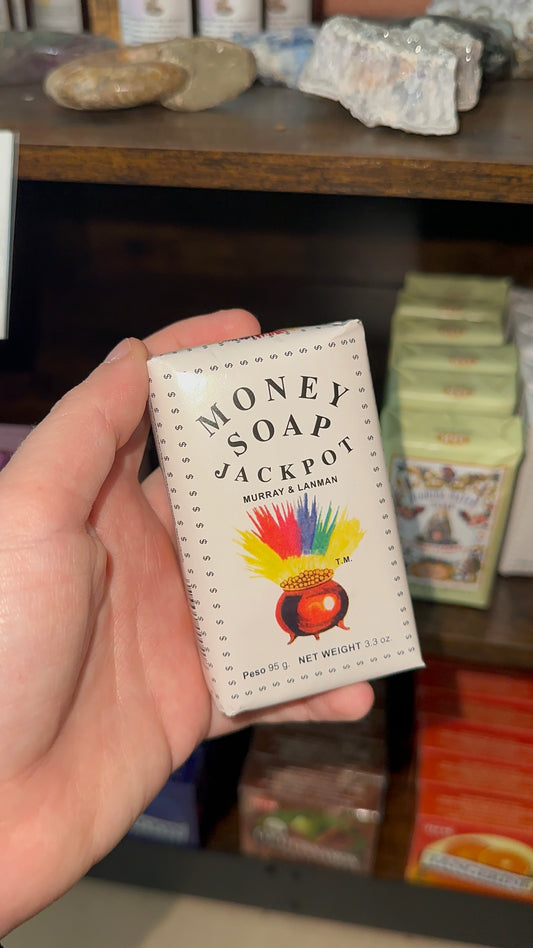 MONEY
SOAP
JACKPOT
MURRAY & LANMAN
T.M.
Peso 95 g. NET WEIGHT 3.3 oz.